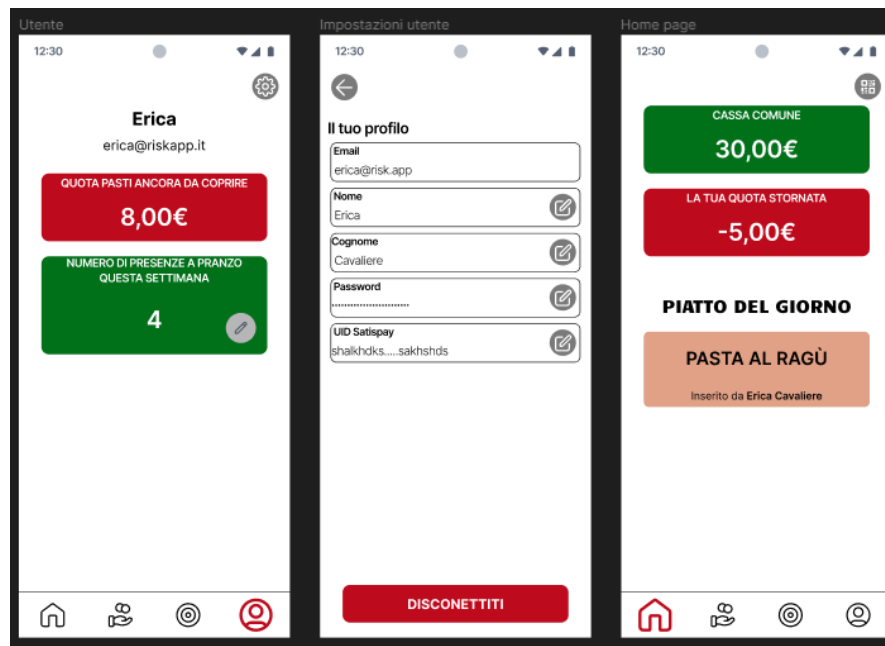 Utente
12:30
Erica
erica@riskapp.it
QUOTA PASTI ANCORA DA COPRIRE
8,00€
NUMERO DI PRESENZE A PRANZO
QUESTA SETTIMANA
4
Impostazioni utente
12:30
Il tuo profilo
Email
erica@risk.app
Nome
Erica
Cognome
Cavaliere
Password
UID Satispay
shalkhdks.....sakhshds
DISCONETTITI
Home page
12:30
CASSA COMUNE
30,00€
LA TUA QUOTA STORNATA
-5,00€
PIATTO DEL GIORNO
PASTA AL RAGÙ
Inserito da Erica Cavaliere